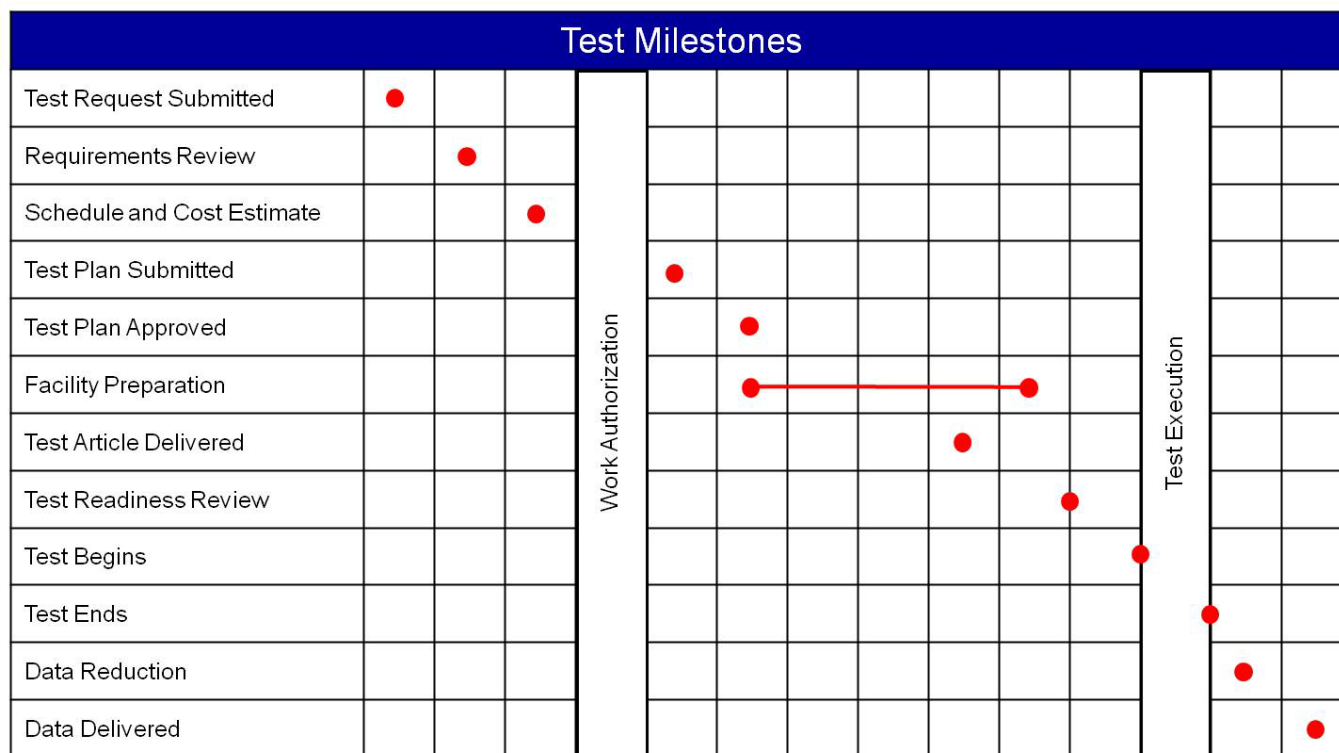 Test Milestones
Test Request Submitted
Requirements Review
Schedule and Cost Estimate
Test Plan Submitted
Test Plan Approved
Facility Preparation
Test Article Delivered
Test Readiness Review
Test Begins
Test Ends
Data Reduction
Data Delivered
Work Authorization
Test Execution